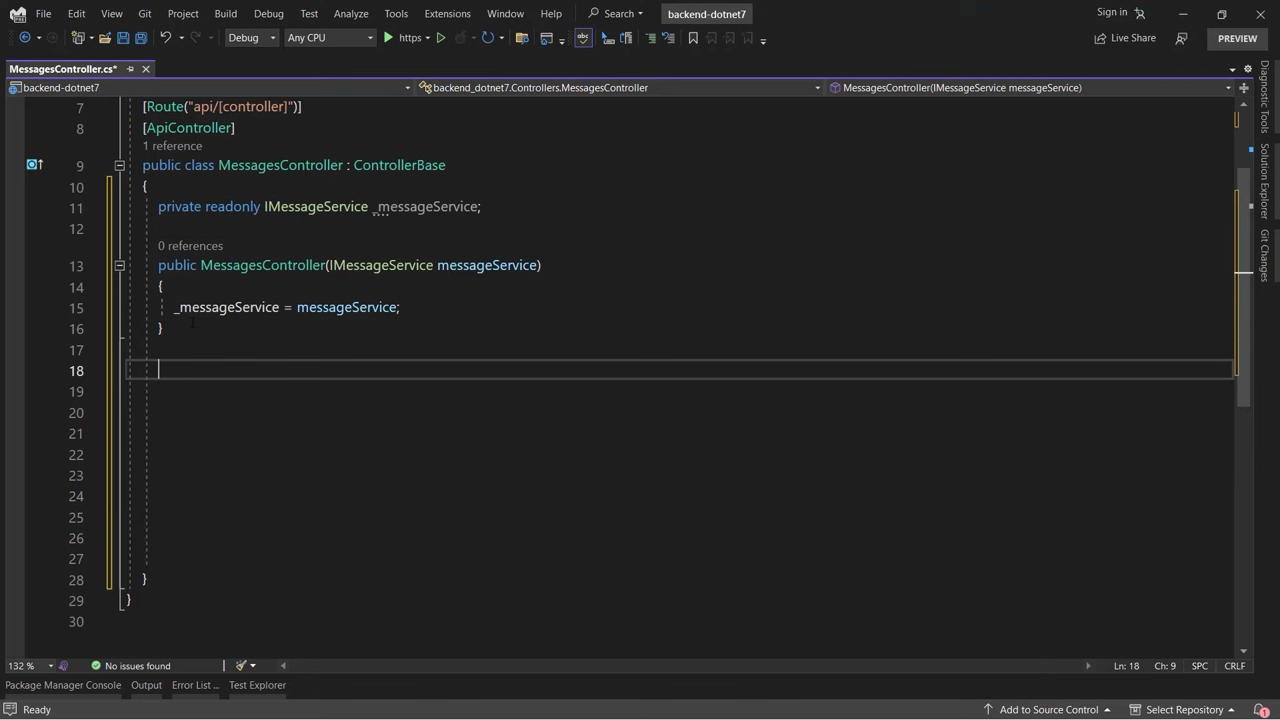 File Edit View Git Project Build Debug Test Analyze Tools Extensions Window Help Search backend-dotnet7 Sign in
PRE Debug Any CPU https abc Live Share PREVIEW
MessagesController.cs*
backend-dotnet7 backend_dotnet7.Controllers.MessagesController MessagesController(IMessageService messageService)
7 [Route("api/[controller]")]
8 [ApiController]
1 reference
9 public class MessagesController : ControllerBase
10 {
11 private readonly IMessageService _messageService;
12
0 references
13 public MessagesController(IMessageService messageService)
14 {
15 _messageService = messageService;
16 }
17
18
19
20
21
22
23
24
25
26
27
28 }
29 }
30
Diagnostic Tools
Solution Explorer
Git Changes
132 % No issues found Ln: 18 Ch: 9 SPC CRLF
Package Manager Console Output Error List ... Test Explorer
Ready Add to Source Control Select Repository 1